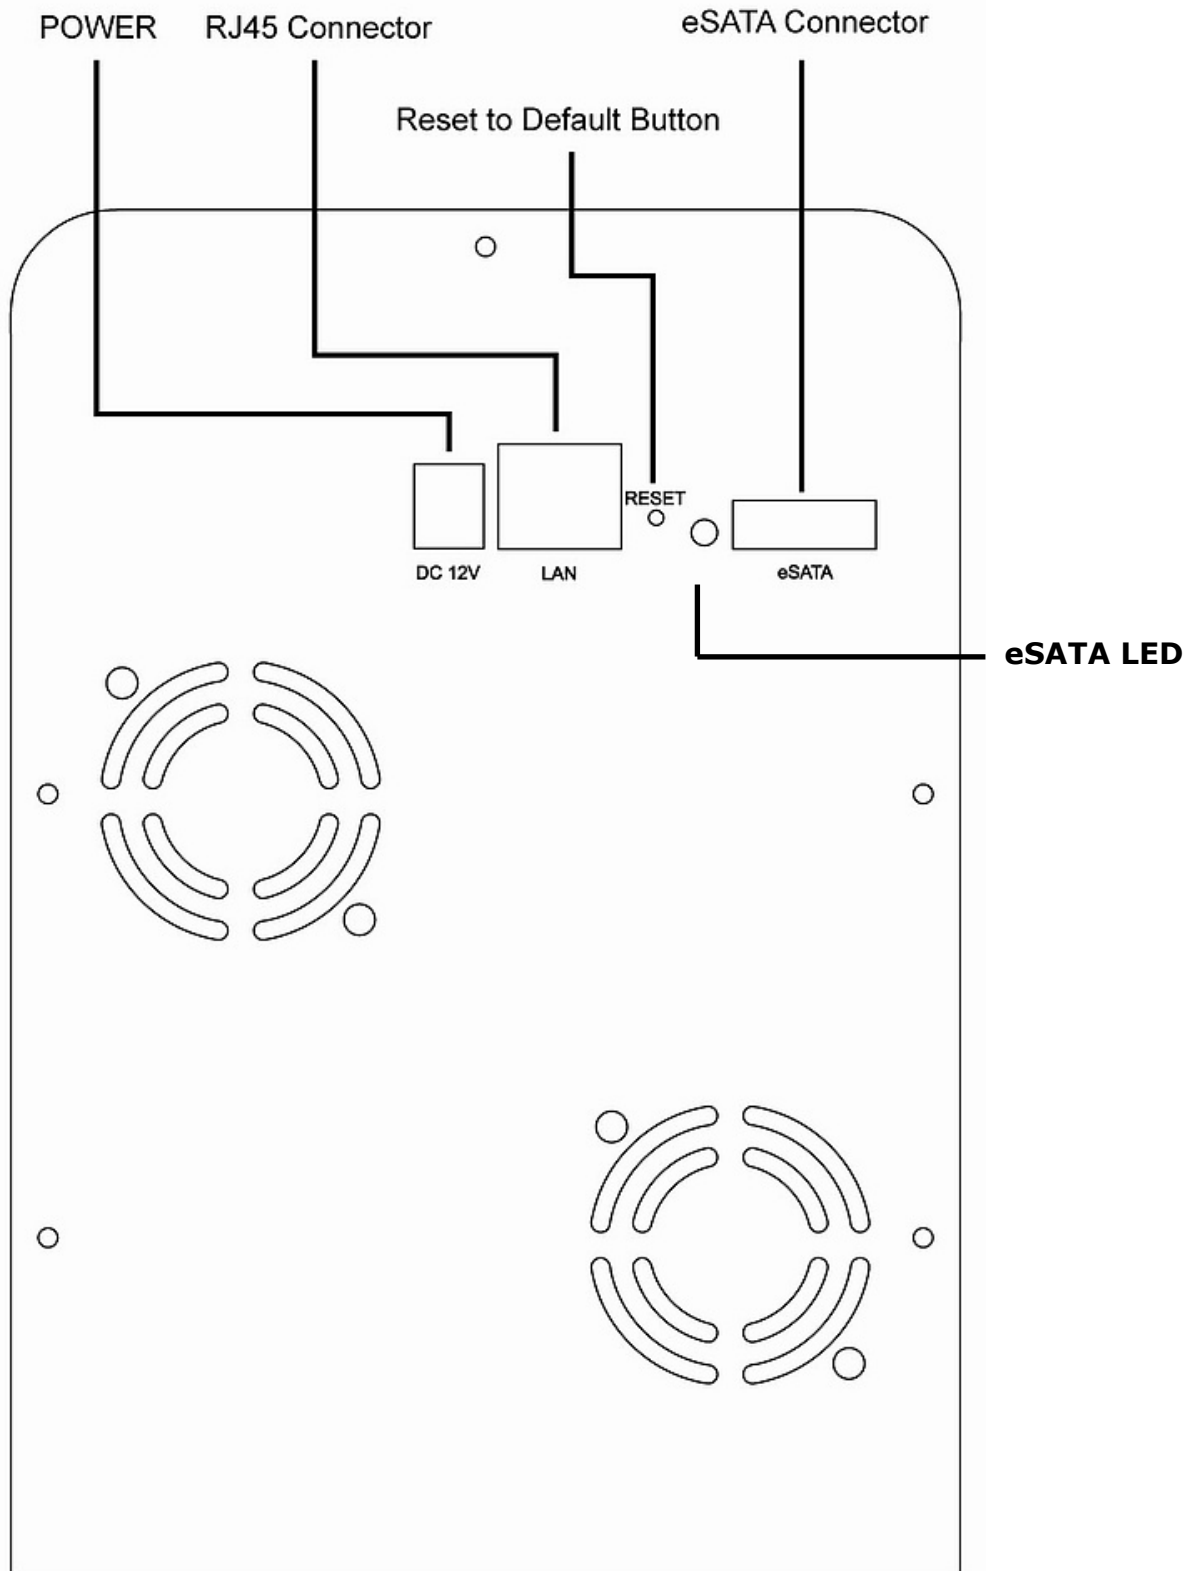 POWER
RJ45 Connector
eSATA Connector
Reset to Default Button
RESET
DC 12V
LAN
eSATA
eSATA LED